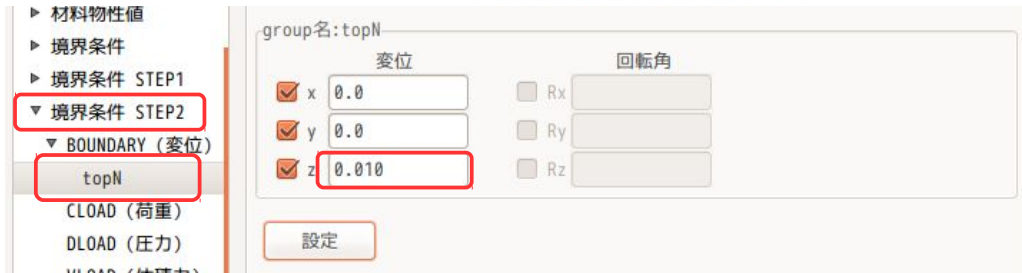 ▶ 材料物性値
▶ 境界条件
▶ 境界条件 STEP1
▼ 境界条件 STEP2
▼ BOUNDARY (変位)
topN
CLOAD (荷重)
DLOAD (圧力)
group名:topN
変位 回転角
x 0.0 Rx
y 0.0 Ry
z 0.010 Rz
設定